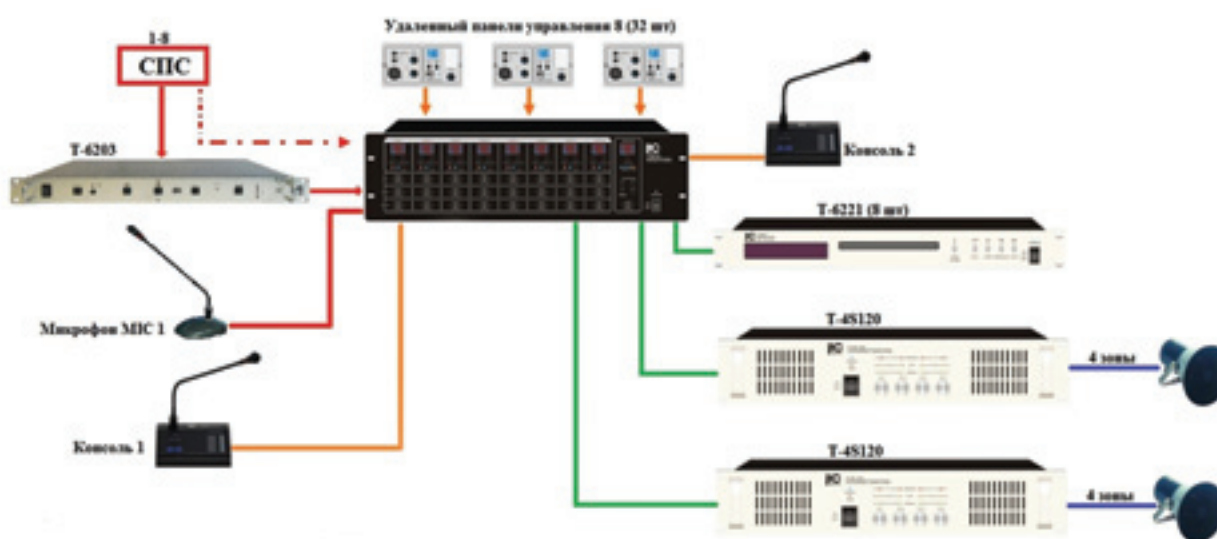 Удаленный панели управления 8 (32 шт)
1-8
СПС
Т-6203
Консоль 2
Т-6221 (8 шт)
Микрофон MIC 1
Т-4S120
4 зоны
Консоль 1
Т-4S120
4 зоны